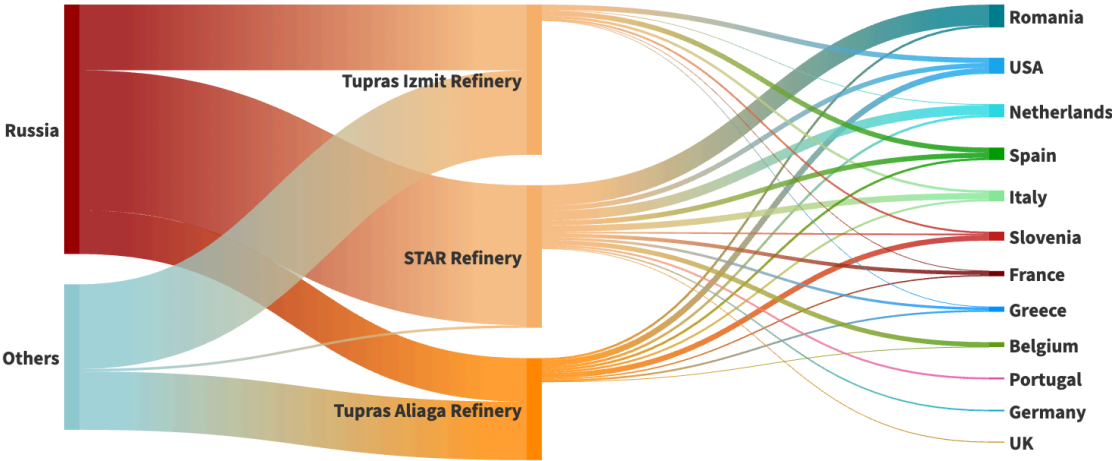 Russia
Others
Tupras Izmit Refinery
STAR Refinery
Tupras Aliaga Refinery
Romania
USA
Netherlands
Spain
Italy
Slovenia
France
Greece
Belgium
Portugal
Germany
UK